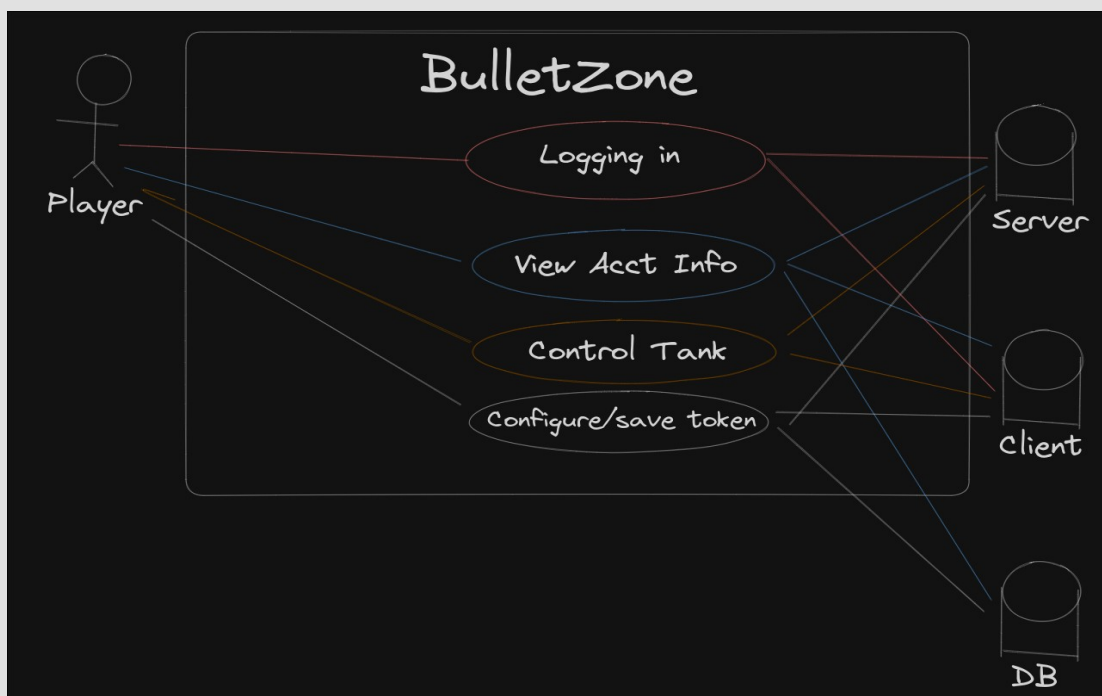 BulletZone
Logging in
Player
Server
View Acct Info
Control Tank
Configure/save token
Client
DB